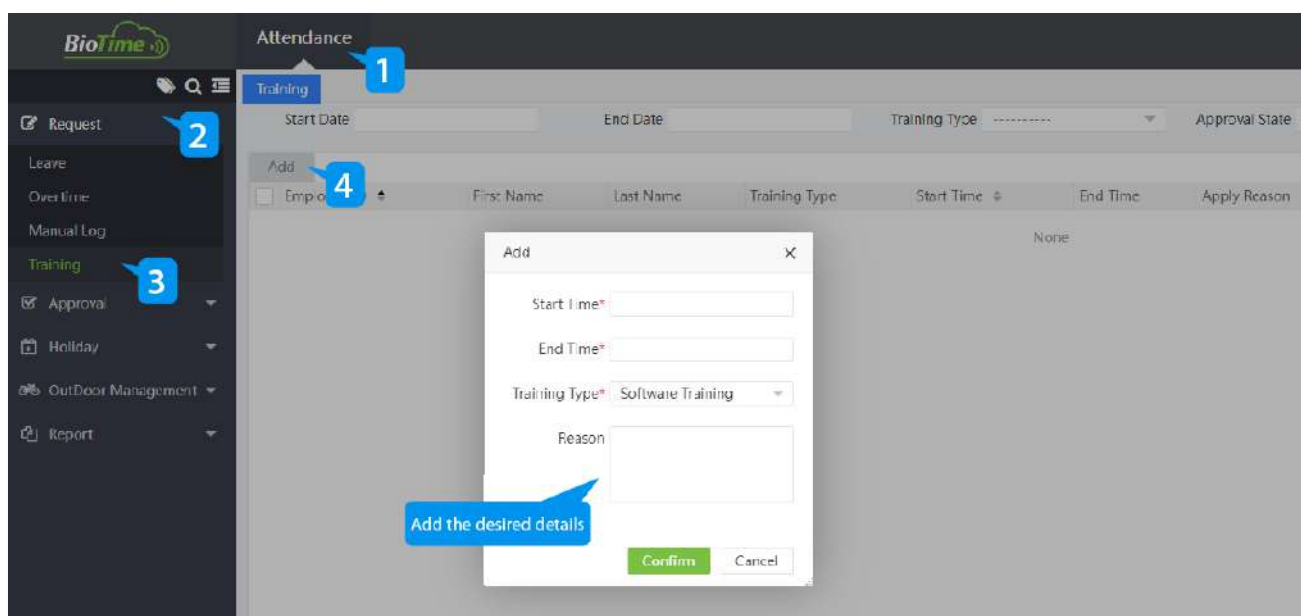 BioTime
Attendance
1
Training
Request
2
Start Date
End Date
Training Type ----------
Approval State
Leave
Add
4
Overtime
First Name
Last Name
Training Type
Start Time
End Time
Apply Reason
Manual Log
None
Training
3
Add
X
Start Time*
Approval
End Time*
Holiday
Training Type* Software Training
OutDoor Management
Reason
Report
Add the desired details
Confirm
Cancel